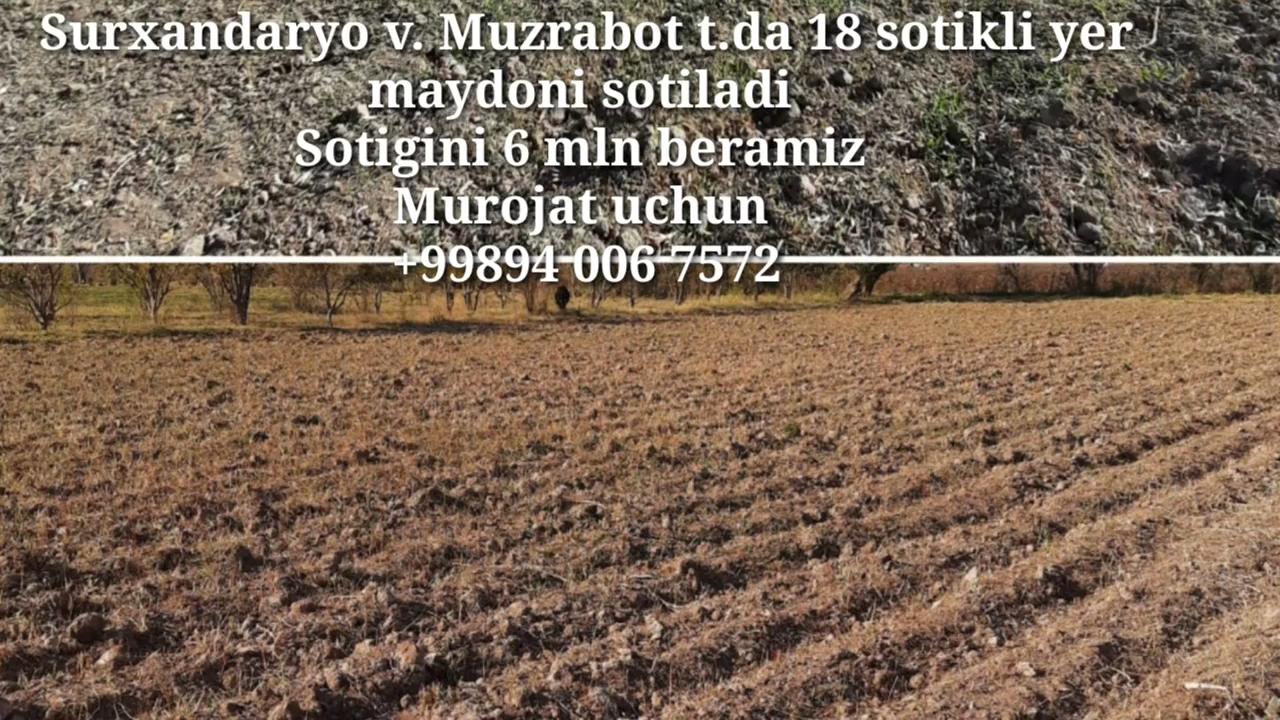 Surxandaryo v. Muzrabot t.da 18 sotikli yer
maydoni sotiladi
Sotigini 6 mln beramiz
Murojat uchun
+99894 006 7572